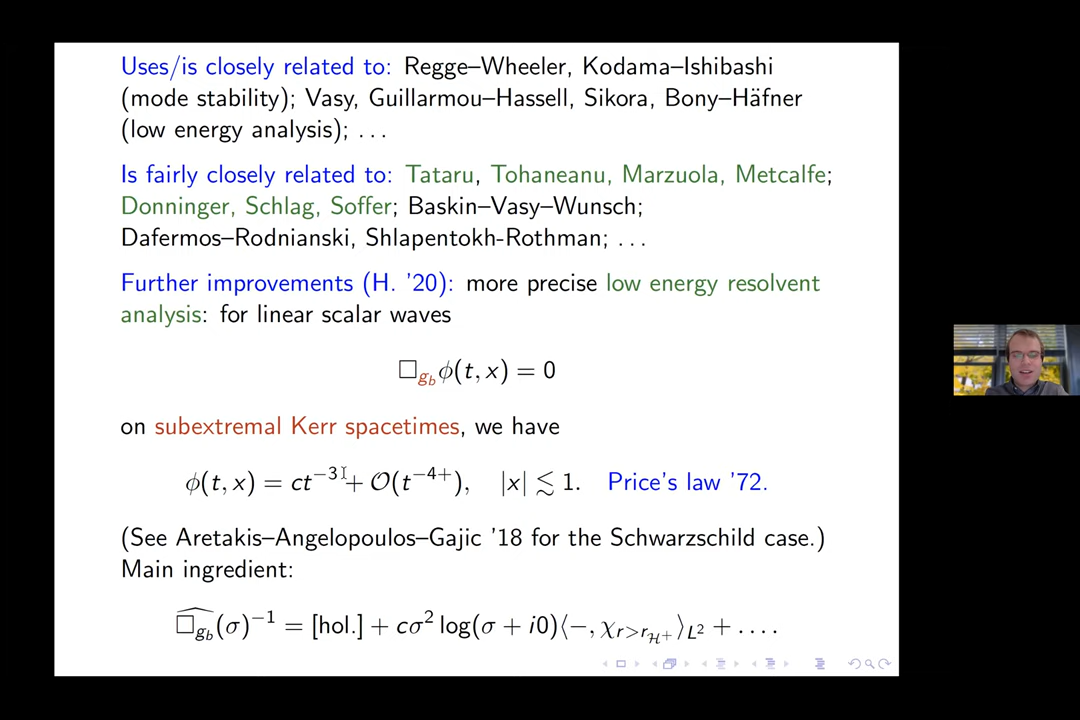 Uses/is closely related to: Regge–Wheeler, Kodama–Ishibashi
(mode stability); Vasy, Guillarmou–Hassell, Sikora, Bony–Häfner
(low energy analysis); . . .
Is fairly closely related to: Tataru, Tohaneanu, Marzuola, Metcalfe;
Donninger, Schlag, Soffer; Baskin–Vasy–Wunsch;
Dafermos–Rodnianski, Shlapentokh-Rothman; . . .
Further improvements (H. '20): more precise low energy resolvent
analysis: for linear scalar waves
□_{g_b} ϕ(t, x) = 0
on subextremal Kerr spacetimes, we have
ϕ(t, x) = ct^{−3} + 𝒪(t^{−4+}), |x| ≲ 1. Price's law '72.
(See Aretakis–Angelopoulos–Gajic '18 for the Schwarzschild case.)
Main ingredient:
\widehat{□_{g_b}}(σ)^{−1} = [hol.] + cσ^2 log(σ + i0)⟨−, χ_{r>r_{ℋ^+}}⟩_{L^2} + . . . .